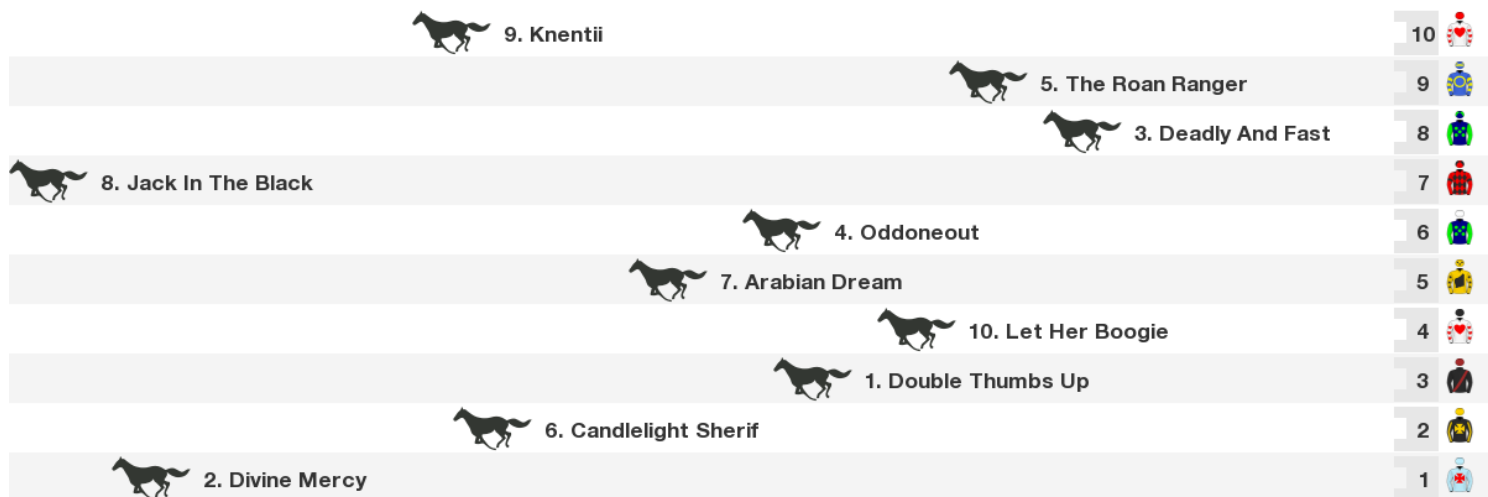 9. Knentii 10
5. The Roan Ranger 9
3. Deadly And Fast 8
8. Jack In The Black 7
4. Oddoneout 6
7. Arabian Dream 5
10. Let Her Boogie 4
1. Double Thumbs Up 3
6. Candlelight Sherif 2
2. Divine Mercy 1